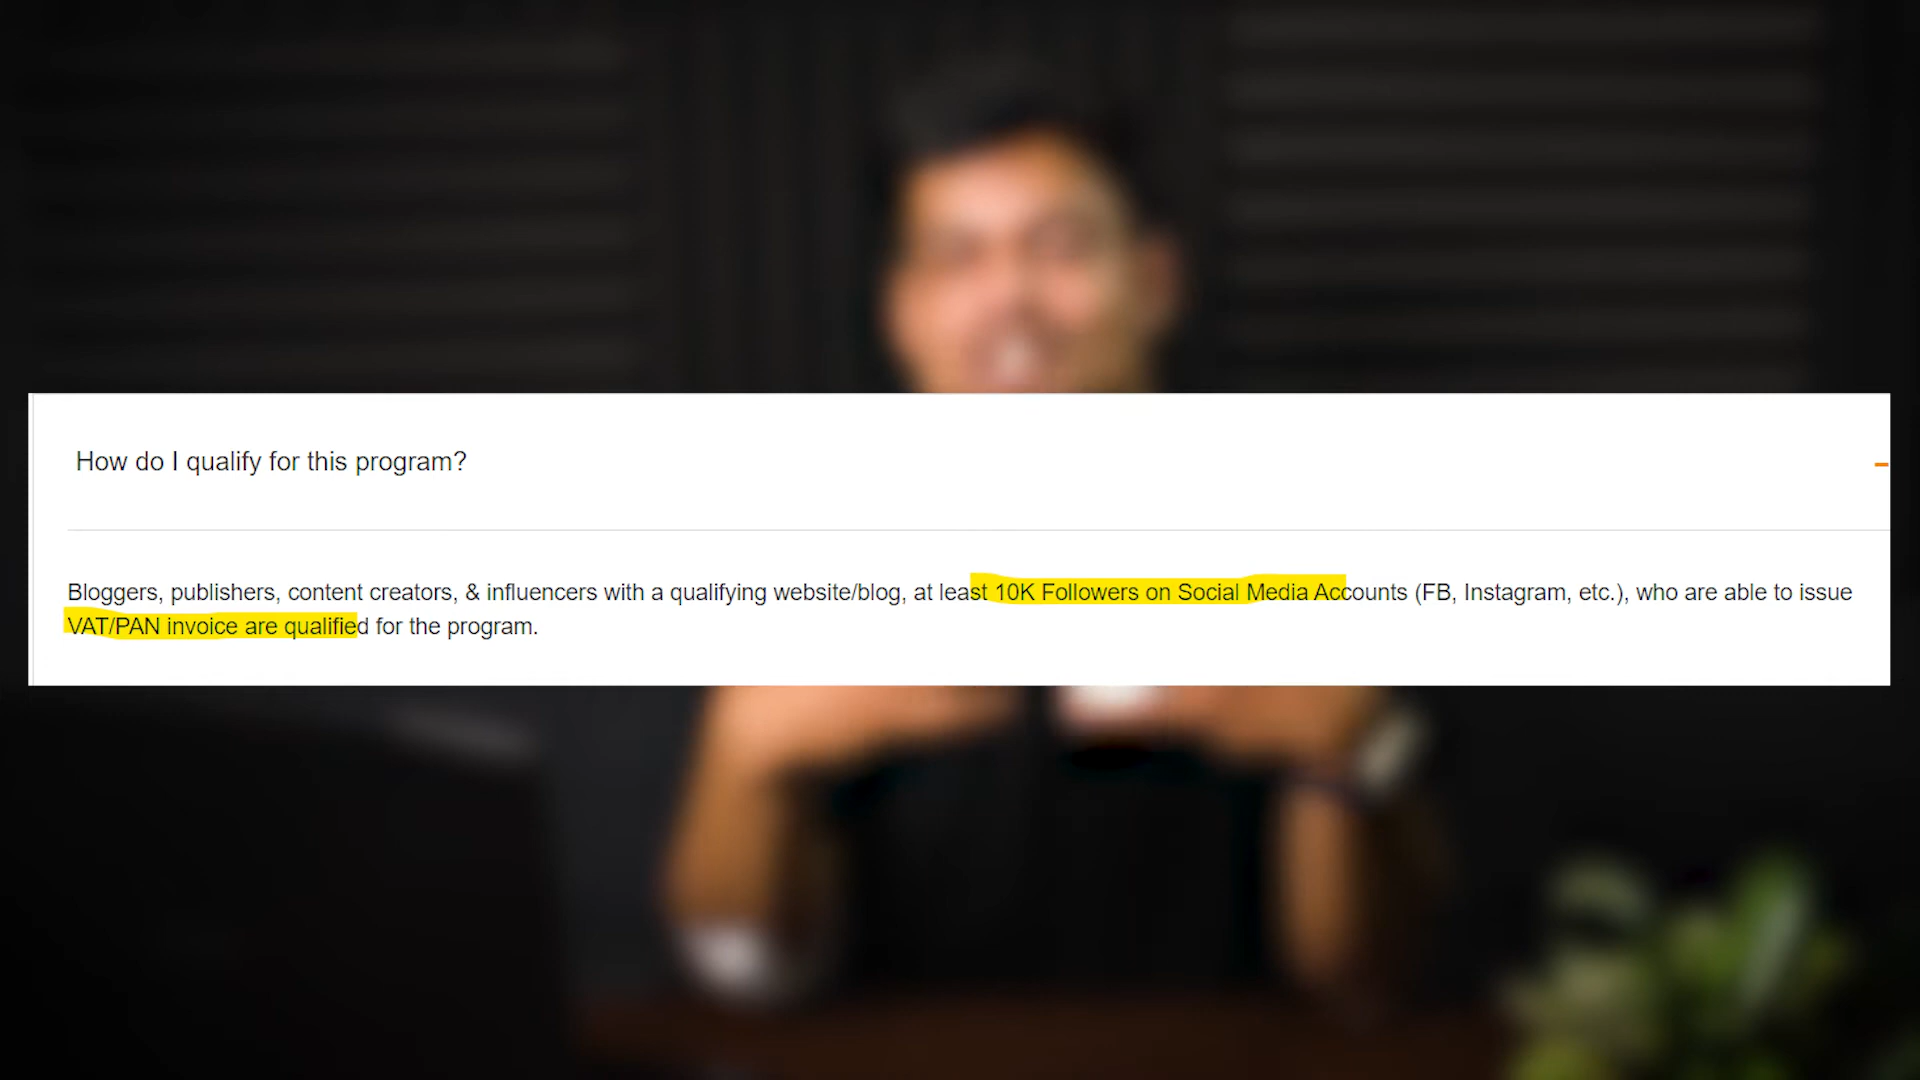 How do I qualify for this program?
Bloggers, publishers, content creators, & influencers with a qualifying website/blog, at least 10K Followers on Social Media Accounts (FB, Instagram, etc.), who are able to issue
VAT/PAN invoice are qualified for the program.